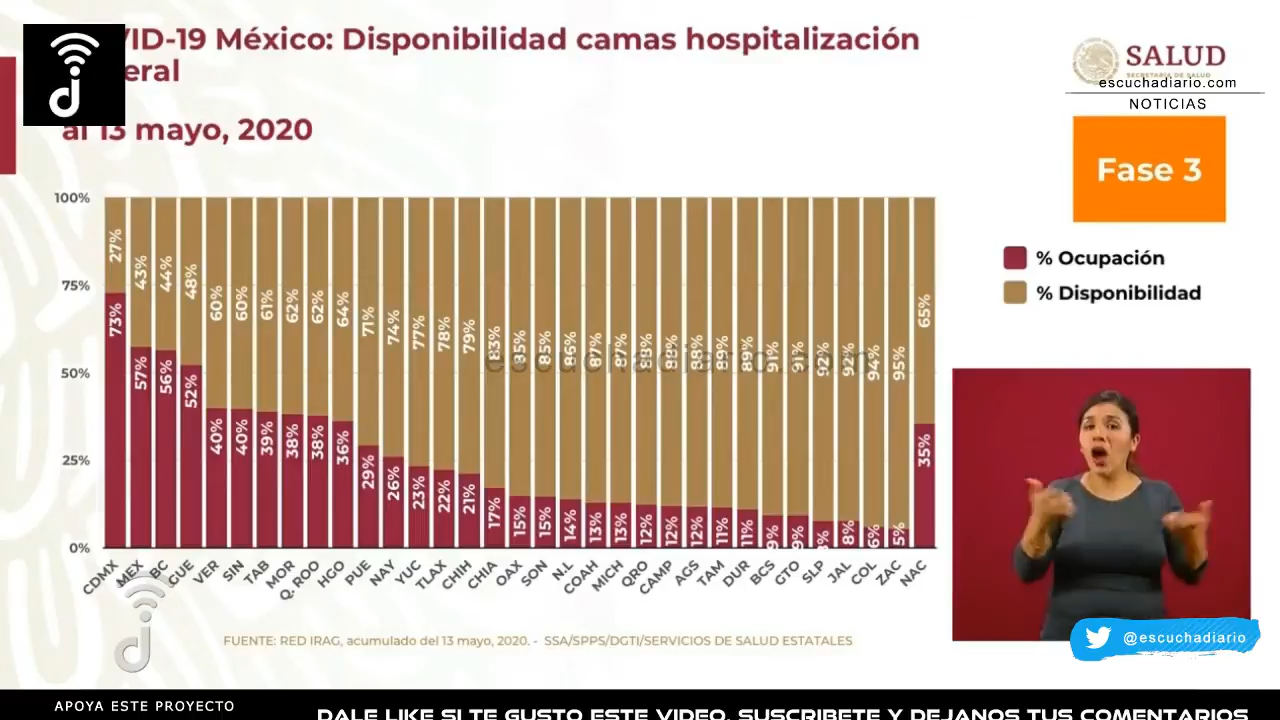 VID-19 México: Disponibilidad camas hospitalización
eral
al 13 mayo, 2020
SALUD
SECRETARÍA DE SALUD
escuchadiario.com
NOTICIAS
Fase 3
% Ocupación
% Disponibilidad
100%
75%
50%
25%
0%
27% 43% 44% 48% 60% 60% 61% 62% 62% 64% 71% 74% 77% 78% 79% 83% 85% 85% 86% 87% 87% 88% 88% 88% 89% 89% 91% 91% 92% 92% 94% 95% 65%
73% 57% 56% 52% 40% 40% 39% 38% 38% 36% 29% 26% 23% 22% 21% 17% 15% 15% 14% 13% 13% 12% 12% 12% 11% 11% 9% 9% 8% 8% 6% 5% 35%
escuchadiario.com
CDMX MEX BC GUE VER SIN TAB MOR Q. ROO HGO PUE NAY YUC TLAX CHIH CHIA OAX SON N.L COAH MICH QRO CAMP AGS TAM DUR BCS GTO SLP JAL COL ZAC NAC
FUENTE: RED IRAG, acumulado del 13 mayo, 2020. - SSA/SPPS/DGTI/SERVICIOS DE SALUD ESTATALES
@escuchadiario
APOYA ESTE PROYECTO
DALE LIKE SI TE GUSTO ESTE VIDEO, SUSCRIBETE Y DEJANOS TUS COMENTARIOS